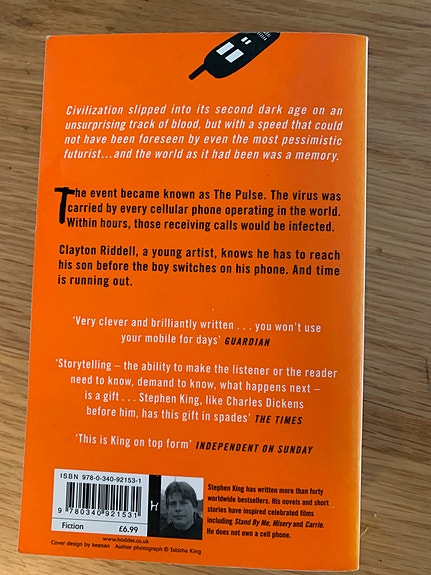 Civilization slipped into its second dark age on an
unsurprising track of blood, but with a speed that could
not have been foreseen by even the most pessimistic
futurist...and the world as it had been was a memory.
The event became known as The Pulse. The virus was
carried by every cellular phone operating in the world.
Within hours, those receiving calls would be infected.
Clayton Riddell, a young artist, knows he has to reach
his son before the boy switches on his phone. And time
is running out.
'Very clever and brilliantly written . . . you won't use
your mobile for days' GUARDIAN
'Storytelling – the ability to make the listener or the reader
need to know, demand to know, what happens next –
is a gift . . . Stephen King, like Charles Dickens
before him, has this gift in spades' THE TIMES
'This is King on top form' INDEPENDENT ON SUNDAY
ISBN 978-0-340-92153-1
9 780340 921531
Fiction £6.99
H
Stephen King has written more than forty
worldwide bestsellers. His novels and short
stories have inspired celebrated films
including Stand By Me, Misery and Carrie.
He does not own a cell phone.
www.hodder.co.uk
Cover design by keenan Author photograph © Tabitha King